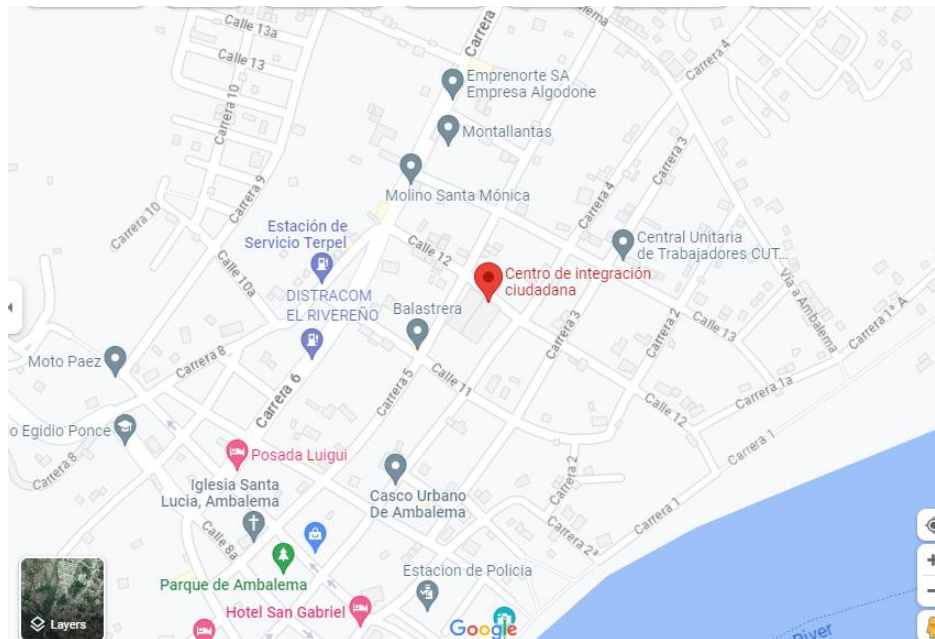 Calle 13a
Carrera
Carrera 4
Calle 13
Emprenorte SA
Empresa Algodone
Carrera 10
Montallantas
Carrera 3
Carrera 9
Molino Santa Mónica
Carrera 4
Carrera 10
Estación de
Servicio Terpel
Calle 12
Central Unitaria
de Trabajadores CUT...
Calle 10a
Centro de integración
ciudadana
Vía a Ambalema
DISTRACOM
EL RIVEREÑO
Balastrera
Carrera 3
Carrera 2
Calle 13
Carrera 1ª A
Moto Paez
Carrera 8
Carrera 6
Carrera 5
Calle 11
Calle 12
Carrera 1a
o Egidio Ponce
Carrera 8
Posada Luigui
Carrera 1
Iglesia Santa
Lucia, Ambalema
Casco Urbano
De Ambalema
Carrera 2
Carrera 1
Calle 8a
Carrera 2ª
Parque de Ambalema
Estacion de Policia
Hotel San Gabriel
Layers
Google
River